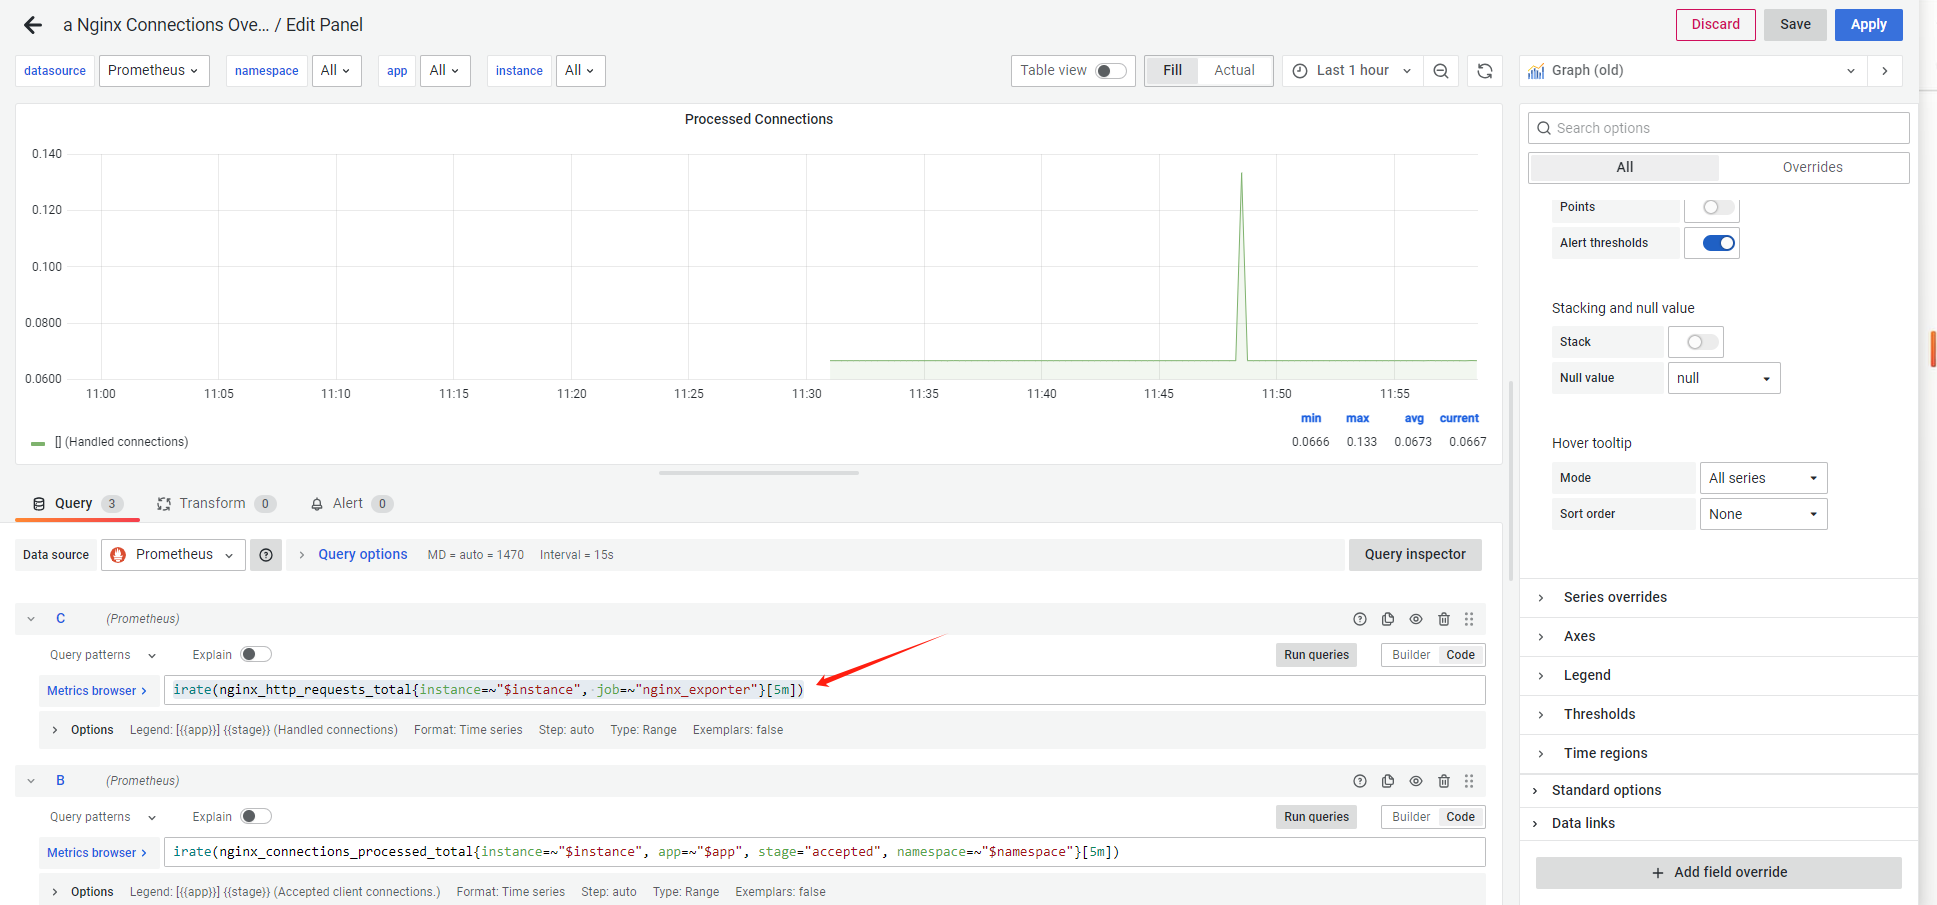 a Nginx Connections Ove... / Edit Panel
Discard
Save
Apply
datasource
Prometheus
namespace
All
app
All
instance
All
Table view
Fill
Actual
Last 1 hour
Graph (old)
Processed Connections
Search options
All
Overrides
0.140
0.120
0.100
0.0800
0.0600
11:00
11:05
11:10
11:15
11:20
11:25
11:30
11:35
11:40
11:45
11:50
11:55
min
max
avg
current
[] (Handled connections)
0.0666
0.133
0.0673
0.0667
Points
Alert thresholds
Stacking and null value
Stack
Null value
null
Hover tooltip
Mode
All series
Sort order
None
Query
3
Transform
0
Alert
0
Data source
Prometheus
Query options
MD = auto = 1470
Interval = 15s
Query inspector
C
(Prometheus)
Query patterns
Explain
Run queries
Builder
Code
Metrics browser >
irate(nginx_http_requests_total{instance=~"$instance", job=~"nginx_exporter"}[5m])
Options
Legend: [{{app}}] {{stage}} (Handled connections)
Format: Time series
Step: auto
Type: Range
Exemplars: false
B
(Prometheus)
Query patterns
Explain
Run queries
Builder
Code
Metrics browser >
irate(nginx_connections_processed_total{instance=~"$instance", app=~"$app", stage="accepted", namespace=~"$namespace"}[5m])
Options
Legend: [{{app}}] {{stage}} (Accepted client connections.)
Format: Time series
Step: auto
Type: Range
Exemplars: false
Series overrides
Axes
Legend
Thresholds
Time regions
Standard options
Data links
+ Add field override